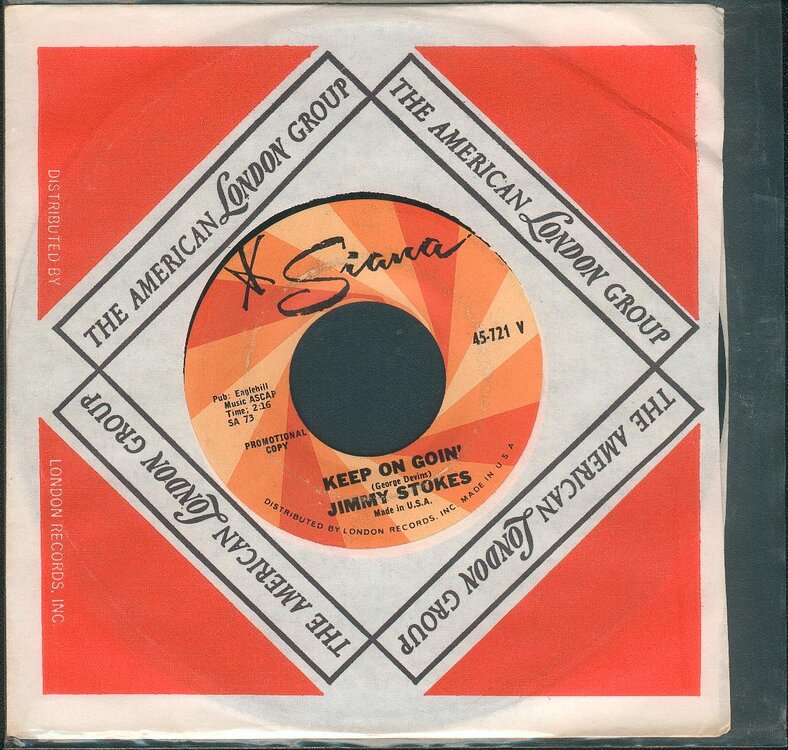 THE AMERICAN LONDON GROUP
THE AMERICAN LONDON GROUP
DISTRIBUTED BY
LONDON RECORDS, INC.
Siana
45-721 V
Pub: Eaglehill
Music ASCAP
Time: 2:16
SA 73
PROMOTIONAL
COPY
KEEP ON GOIN'
(George Devins)
JIMMY STOKES
Made in U.S.A.
DISTRIBUTED BY LONDON RECORDS, INC. MADE IN U.S.A.
THE AMERICAN LONDON GROUP
THE AMERICAN LONDON GROUP